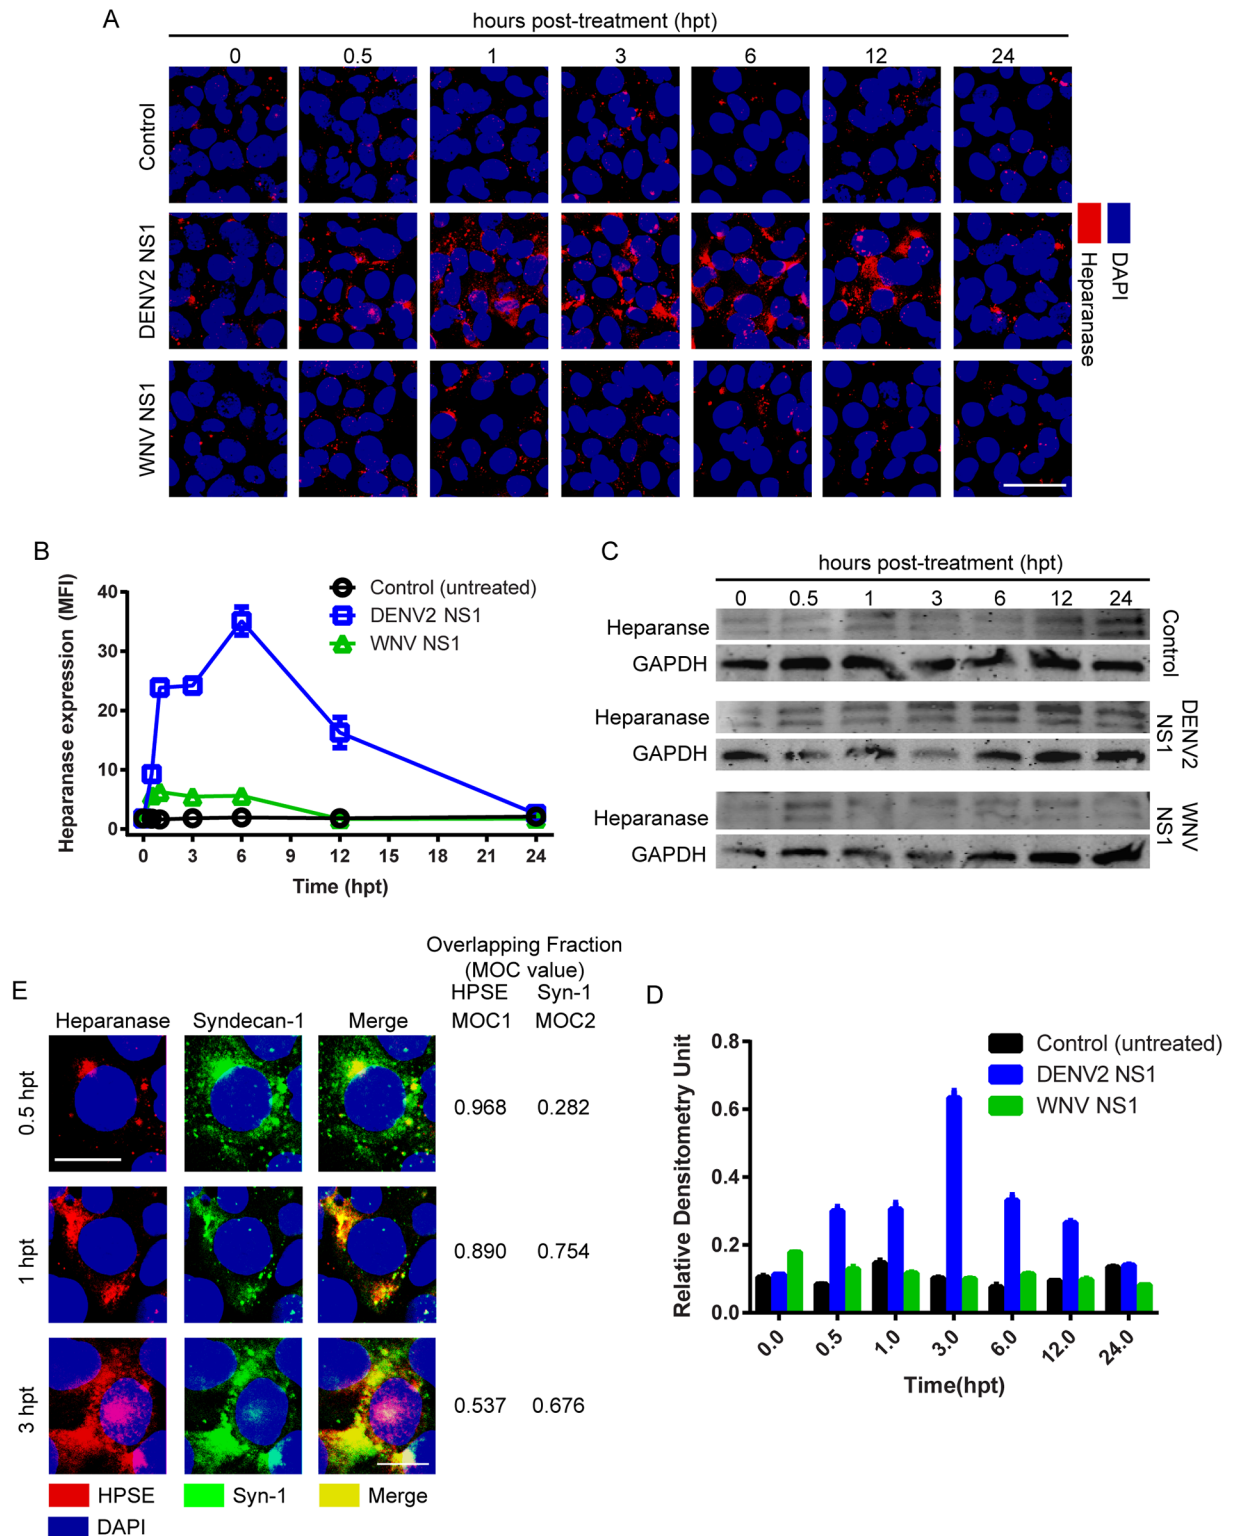 A
hours post-treatment (hpt)
0 0.5 1 3 6 12 24
Control
DENV2 NS1
WNV NS1
Heparanase
DAPI
B
Heparanase expression (MFI)
40
30
20
10
0
0 3 6 9 12 15 18 21 24
Time (hpt)
Control (untreated)
DENV2 NS1
WNV NS1
C
hours post-treatment (hpt)
0 0.5 1 3 6 12 24
Heparanse
GAPDH
Control
Heparanase
GAPDH
DENV2
NS1
Heparanase
GAPDH
WNV
NS1
E
Overlapping Fraction
(MOC value)
HPSE Syn-1
Heparanase Syndecan-1 Merge MOC1 MOC2
0.5 hpt
0.968 0.282
1 hpt
0.890 0.754
3 hpt
0.537 0.676
HPSE Syn-1 Merge
DAPI
D
Relative Densitometry Unit
0.8
0.6
0.4
0.2
0.0
0.0 0.5 1.0 3.0 6.0 12.0 24.0
Time(hpt)
Control (untreated)
DENV2 NS1
WNV NS1